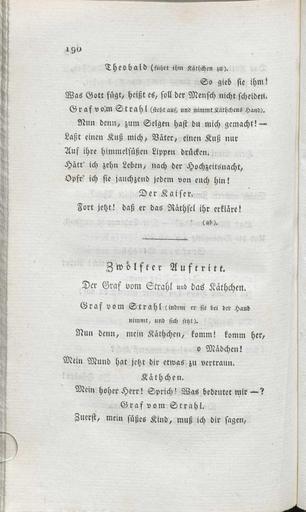 190
Theobald (führt ihm Käthchen zu).
So gieb sie ihm!
Was Gott fügt, heißt es, soll der Mensch nicht scheiden.
Graf vom Strahl (steht auf, und nimmt Käthchens Hand).
Nun denn, zum Selgen hast du mich gemacht! —
Laßt einen Kuß mich, Väter, einen Kuß nur
Auf ihre himmelsüßen Lippen drücken.
Hätt' ich zehn Leben, nach der Hochzeitsnacht,
Opfr' ich sie jauchzend jedem von euch hin!
Der Kaiser.
Fort jetzt! daß er das Räthsel ihr erkläre!
(ab).
Zwölfter Auftritt.
Der Graf vom Strahl und das Käthchen.
Graf vom Strahl (indem er sie bei der Hand
nimmt, und sich setzt).
Nun denn, mein Käthchen, komm! komm her,
o Mädchen!
Mein Mund hat jetzt dir etwas zu vertraun.
Käthchen.
Mein hoher Herr! Sprich! Was bedeutet mir —?
Graf vom Strahl.
Zuerst, mein süßes Kind, muß ich dir sagen,